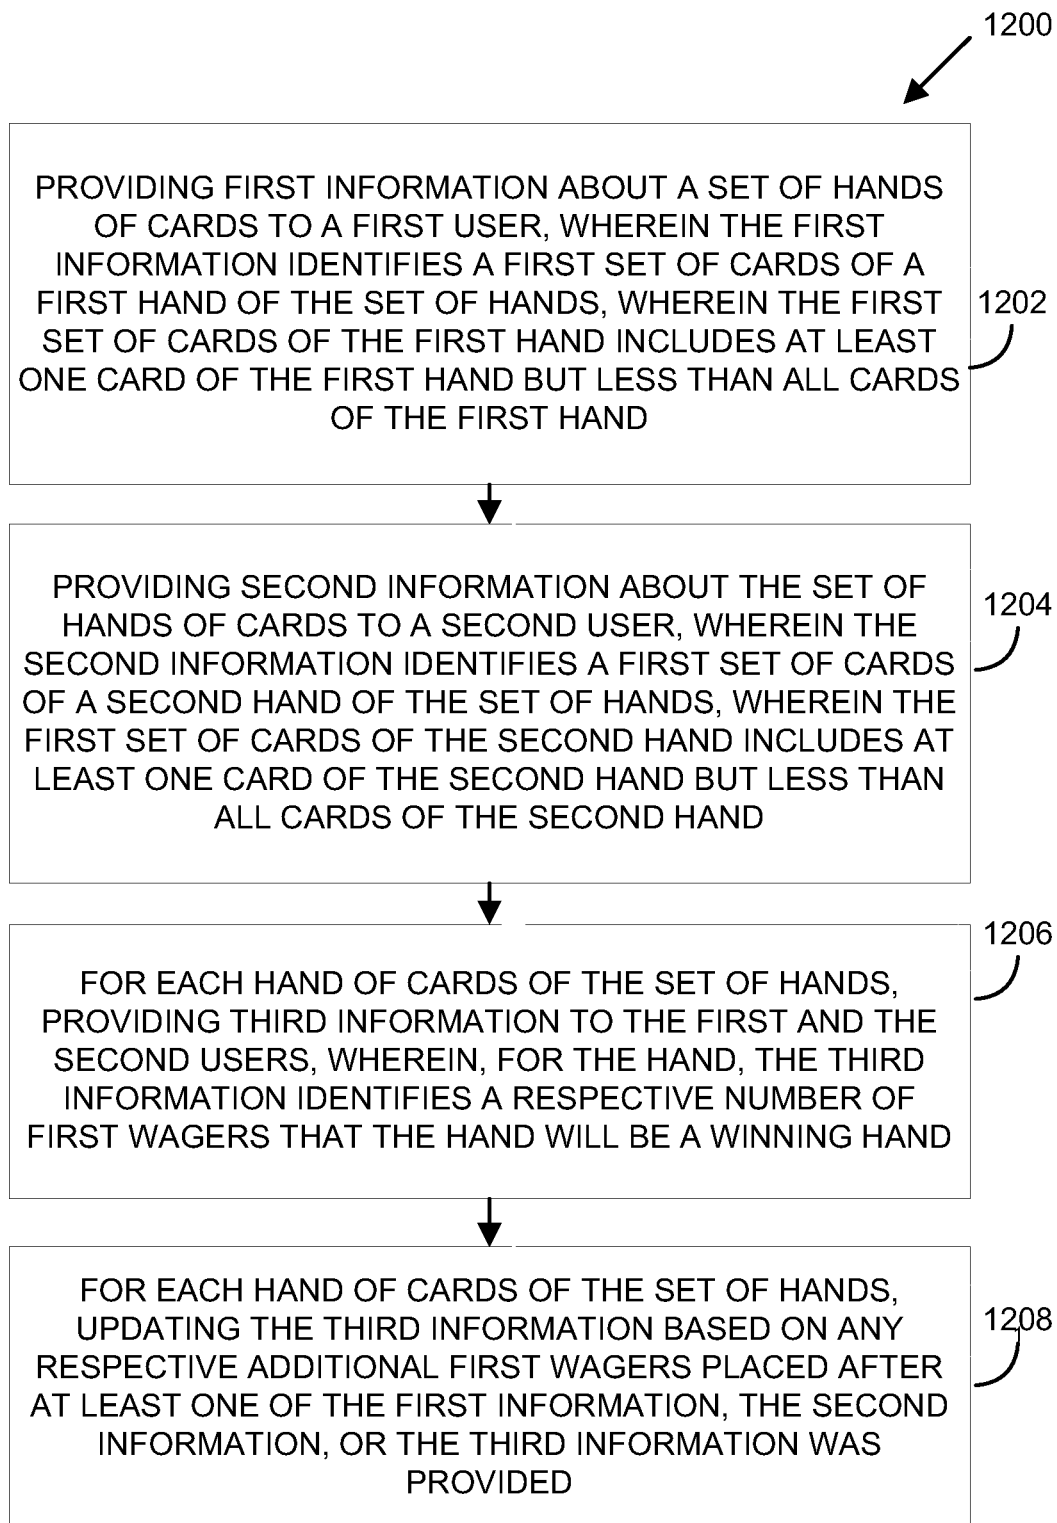 1200
PROVIDING FIRST INFORMATION ABOUT A SET OF HANDS
OF CARDS TO A FIRST USER, WHEREIN THE FIRST
INFORMATION IDENTIFIES A FIRST SET OF CARDS OF A
FIRST HAND OF THE SET OF HANDS, WHEREIN THE FIRST
SET OF CARDS OF THE FIRST HAND INCLUDES AT LEAST
ONE CARD OF THE FIRST HAND BUT LESS THAN ALL CARDS
OF THE FIRST HAND
1202
PROVIDING SECOND INFORMATION ABOUT THE SET OF
HANDS OF CARDS TO A SECOND USER, WHEREIN THE
SECOND INFORMATION IDENTIFIES A FIRST SET OF CARDS
OF A SECOND HAND OF THE SET OF HANDS, WHEREIN THE
FIRST SET OF CARDS OF THE SECOND HAND INCLUDES AT
LEAST ONE CARD OF THE SECOND HAND BUT LESS THAN
ALL CARDS OF THE SECOND HAND
1204
FOR EACH HAND OF CARDS OF THE SET OF HANDS,
PROVIDING THIRD INFORMATION TO THE FIRST AND THE
SECOND USERS, WHEREIN, FOR THE HAND, THE THIRD
INFORMATION IDENTIFIES A RESPECTIVE NUMBER OF
FIRST WAGERS THAT THE HAND WILL BE A WINNING HAND
1206
FOR EACH HAND OF CARDS OF THE SET OF HANDS,
UPDATING THE THIRD INFORMATION BASED ON ANY
RESPECTIVE ADDITIONAL FIRST WAGERS PLACED AFTER
AT LEAST ONE OF THE FIRST INFORMATION, THE SECOND
INFORMATION, OR THE THIRD INFORMATION WAS
PROVIDED
1208